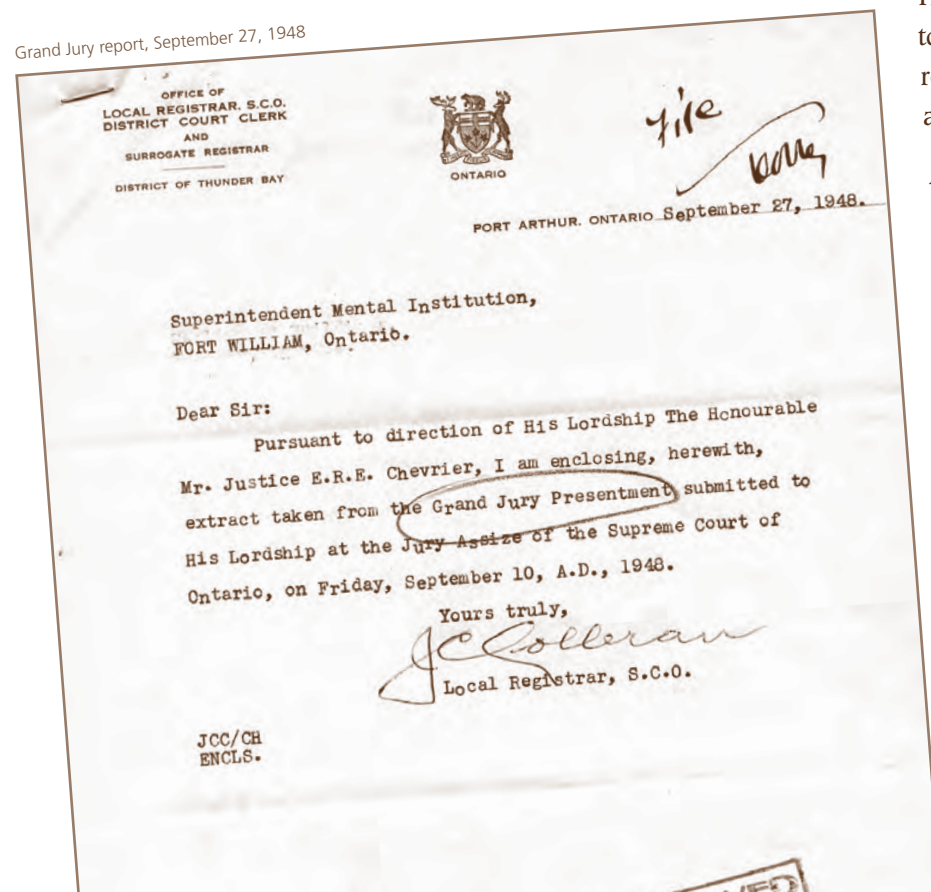 Grand Jury report, September 27, 1948
OFFICE OF
LOCAL REGISTRAR, S.C.O.
DISTRICT COURT CLERK
AND
SURROGATE REGISTRAR
DISTRICT OF THUNDER BAY
ONTARIO
File
PORT ARTHUR. ONTARIO September 27, 1948.
Superintendent Mental Institution,
FORT WILLIAM, Ontario.
Dear Sir:
Pursuant to direction of His Lordship The Honourable
Mr. Justice E.R.E. Chevrier, I am enclosing, herewith,
extract taken from the Grand Jury Presentment submitted to
His Lordship at the Jury Assize of the Supreme Court of
Ontario, on Friday, September 10, A.D., 1948.
Yours truly,
JC Colleran
Local Registrar, S.C.O.
JCC/CH
ENCLS.